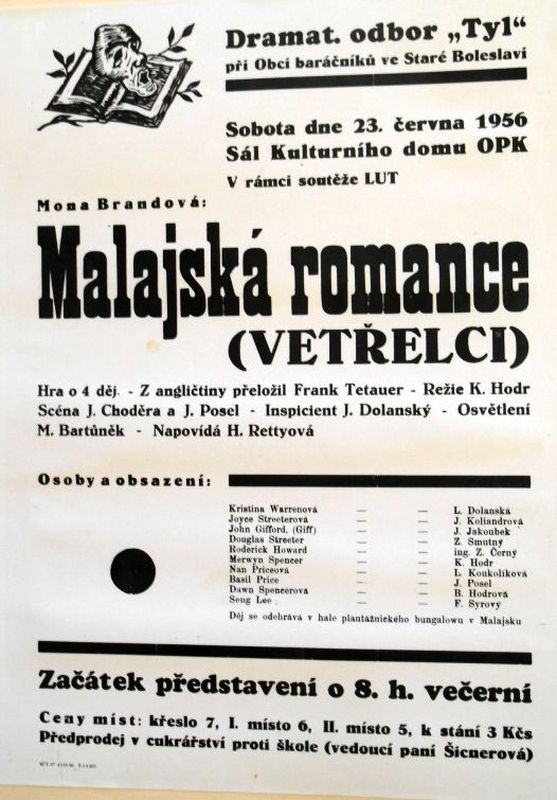 Dramat. odbor „Tyl“
při Obci baráčníků ve Staré Boleslavi
Sobota dne 23. června 1956
Sál Kulturního domu OPK
V rámci soutěže LUT
Mona Brandová:
Malajská romance
(VETŘELCI)
Hra o 4 děj. - Z angličtiny přeložil Frank Tetauer - Režie K. Hodr
Scéna J. Choděra a J. Posel - Inspicient J. Dolanský - Osvětlení
M. Bartůněk - Napovídá H. Rettyová
Osoby a obsazení:
Kristina Warrenová — — L. Dolanská
Joyce Streeterová — — J. Koliandrová
John Gifford, (Giff) — — J. Jakoubek
Douglas Streeter — — Z. Smutný
Roderick Howard — — ing. Z. Černý
Merwyn Spencer — — K. Hodr
Nan Priceová — — L. Koukolíková
Basil Price — — J. Posel
Dawn Spencerová — — B. Hodrová
Seng Lee — — F. Syrový
Děj se odehrává v hale plantážnického bungalowu v Malajsku
Začátek představení o 8. h. večerní
Ceny míst: křeslo 7, I. místo 6, II. místo 5, k stání 3 Kčs
Předprodej v cukrářství proti škole (vedoucí paní Šicnerová)